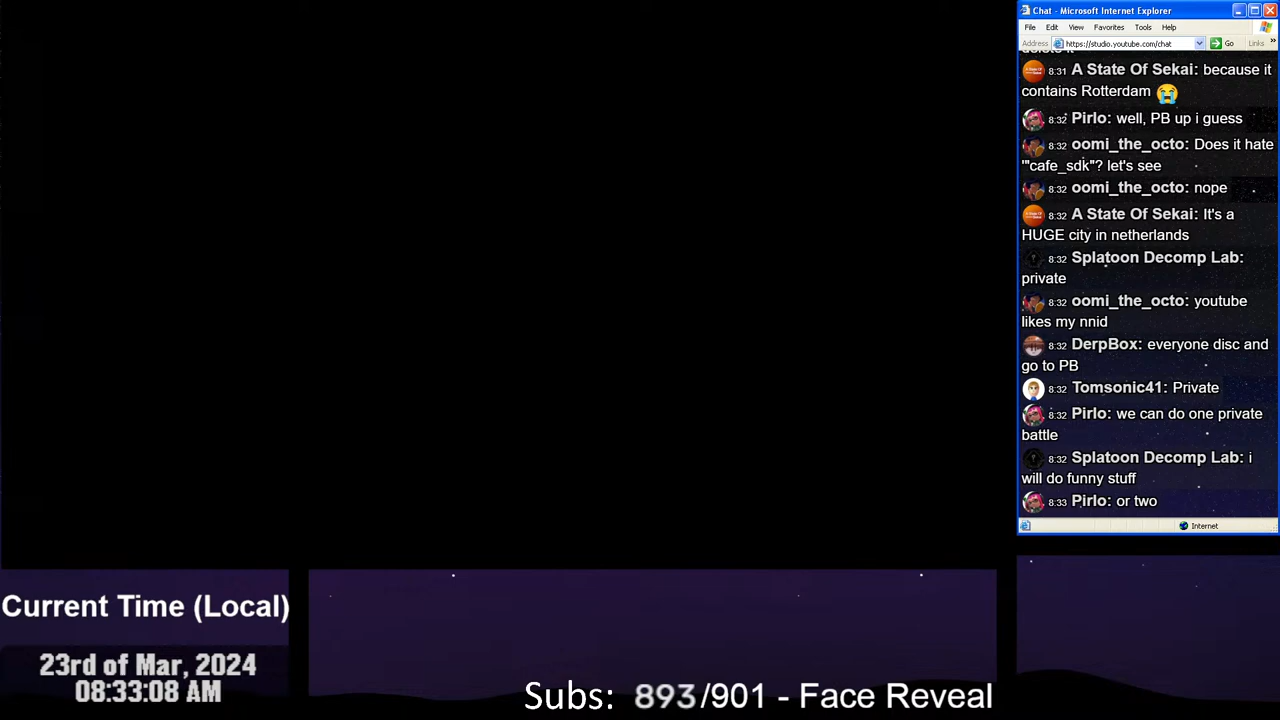 Chat - Microsoft Internet Explorer
File Edit View Favorites Tools Help
Address https://studio.youtube.com/chat Go Links »
8:31 A State Of Sekai: because it
contains Rotterdam 😭
8:32 Pirlo: well, PB up i guess
8:32 oomi_the_octo: Does it hate
'"cafe_sdk"? let's see
8:32 oomi_the_octo: nope
8:32 A State Of Sekai: It's a
HUGE city in netherlands
8:32 Splatoon Decomp Lab:
private
8:32 oomi_the_octo: youtube
likes my nnid
8:32 DerpBox: everyone disc and
go to PB
8:32 Tomsonic41: Private
8:32 Pirlo: we can do one private
battle
8:32 Splatoon Decomp Lab: i
will do funny stuff
8:33 Pirlo: or two
Internet
Current Time (Local)
23rd of Mar, 2024
08:33:08 AM
Subs: 893/901 - Face Reveal